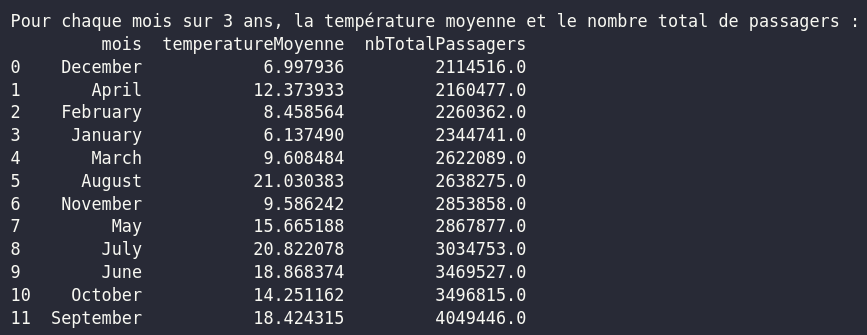 Pour chaque mois sur 3 ans, la température moyenne et le nombre total de passagers :
mois temperatureMoyenne nbTotalPassagers
0 December 6.997936 2114516.0
1 April 12.373933 2160477.0
2 February 8.458564 2260362.0
3 January 6.137490 2344741.0
4 March 9.608484 2622089.0
5 August 21.030383 2638275.0
6 November 9.586242 2853858.0
7 May 15.665188 2867877.0
8 July 20.822078 3034753.0
9 June 18.868374 3469527.0
10 October 14.251162 3496815.0
11 September 18.424315 4049446.0